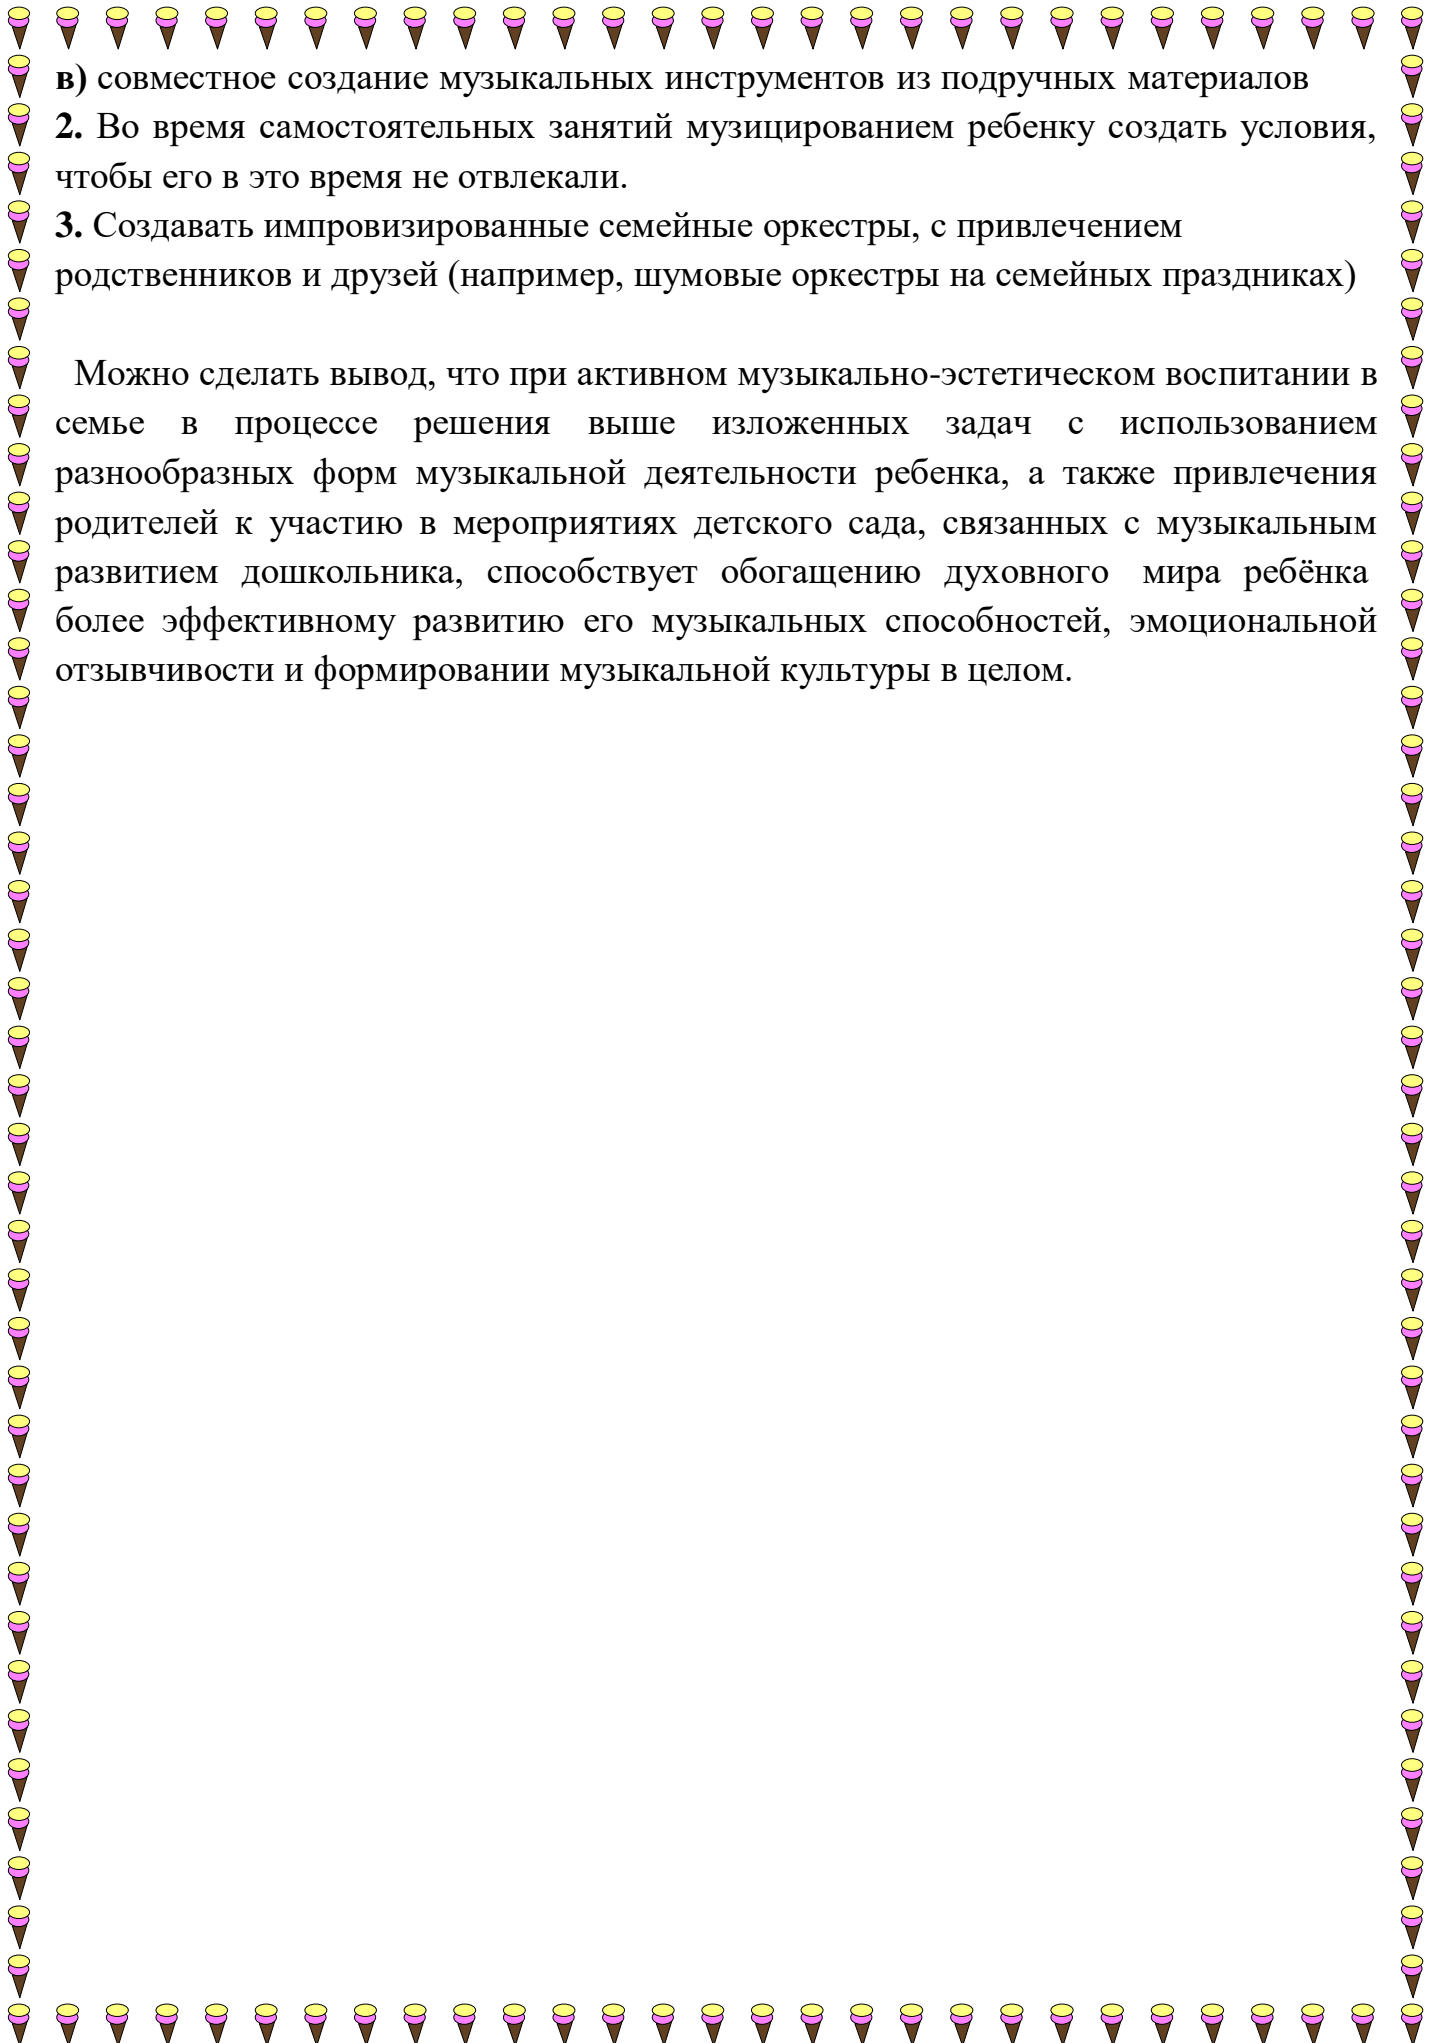 в) совместное создание музыкальных инструментов из подручных материалов
2. Во время самостоятельных занятий музицированием ребенку создать условия,
чтобы его в это время не отвлекали.
3. Создавать импровизированные семейные оркестры, с привлечением
родственников и друзей (например, шумовые оркестры на семейных праздниках)
Можно сделать вывод, что при активном музыкально-эстетическом воспитании в
семье в процессе решения выше изложенных задач с использованием
разнообразных форм музыкальной деятельности ребенка, а также привлечения
родителей к участию в мероприятиях детского сада, связанных с музыкальным
развитием дошкольника, способствует обогащению духовного мира ребёнка
более эффективному развитию его музыкальных способностей, эмоциональной
отзывчивости и формировании музыкальной культуры в целом.